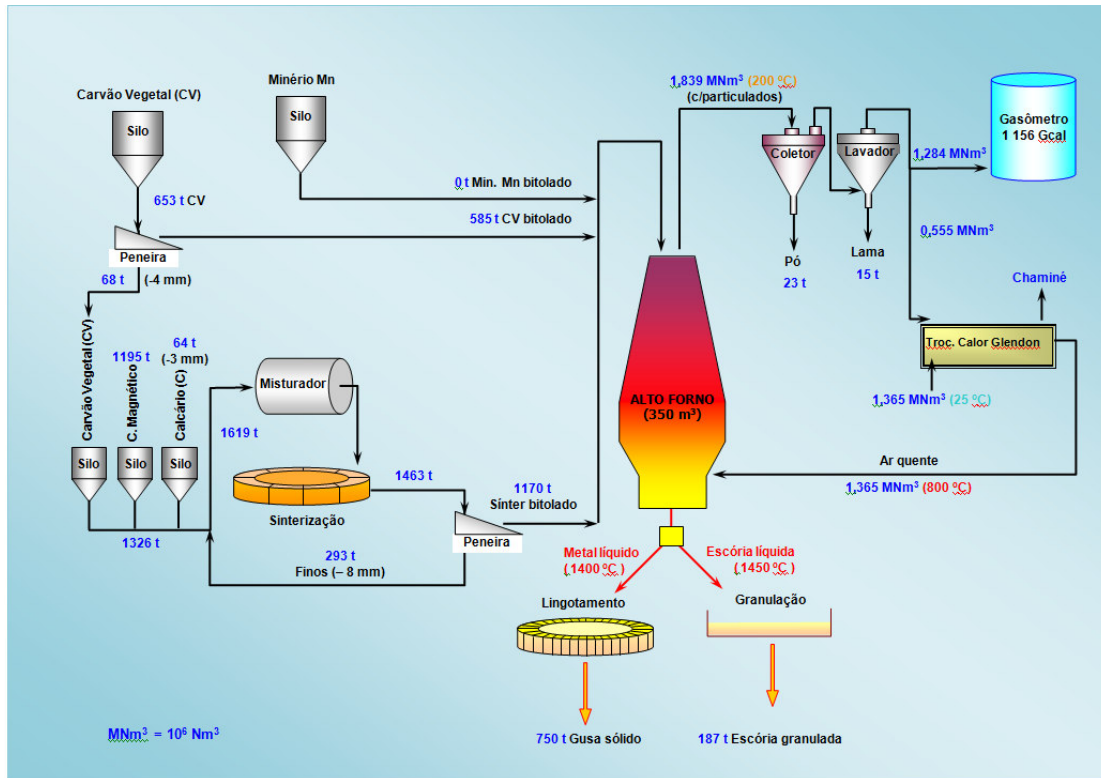 Carvão Vegetal (CV)
Silo
Minério Mn
Silo
1,839 MNm³ (200 ºC)
(c/particulados)
Coletor
Lavador
Gasômetro
1 156 Gcal
1,284 MNm³
0,555 MNm³
0 t Min. Mn bitolado
653 t CV
585 t CV bitolado
Peneira
68 t (-4 mm)
Pó
23 t
Lama
15 t
Chaminé
Troc. Calor Glendon
1,365 MNm³ (25 ºC)
Carvão Vegetal (CV)
C. Magnético
Calcário (C)
1195 t
64 t
(-3 mm)
Misturador
1619 t
ALTO FORNO
(350 m³)
Ar quente
1,365 MNm³ (800 ºC)
Silo
Silo
Silo
1326 t
Sinterização
1463 t
1170 t
Sínter bitolado
Peneira
293 t
Finos (– 8 mm)
Metal líquido
(1400 ºC)
Escória líquida
(1450ºC )
Lingotamento
Granulação
750 t Gusa sólido
187 t Escória granulada
MNm³ = 10⁶ Nm³